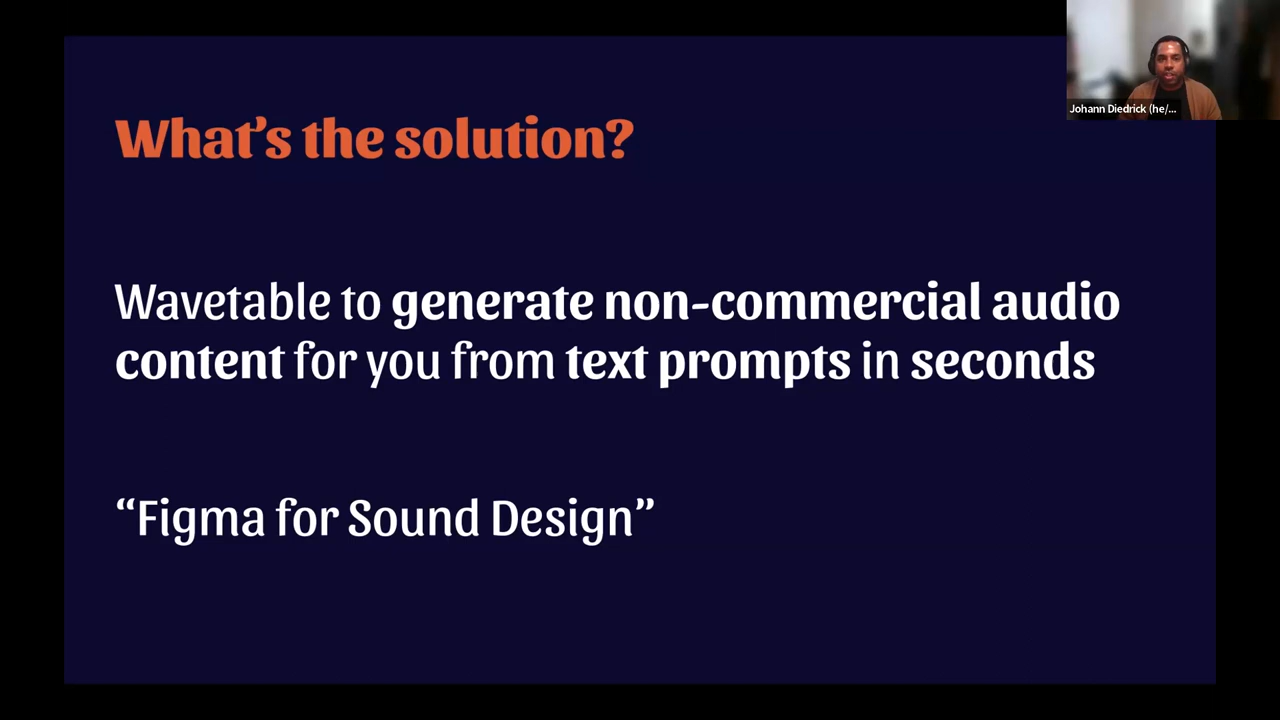 What’s the solution?
Wavetable to generate non-commercial audio
content for you from text prompts in seconds
“Figma for Sound Design”
Johann Diedrick (he/...